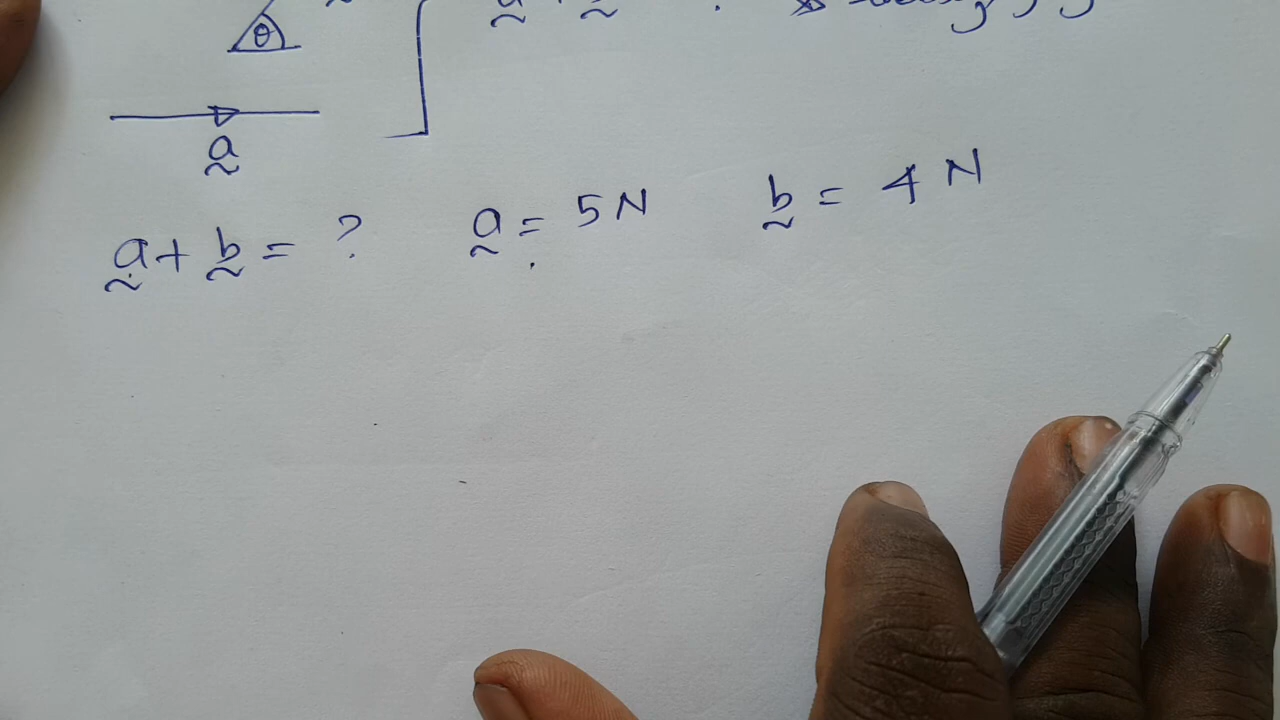 θ
a
a + b = ? a = 5 N b = 4 N